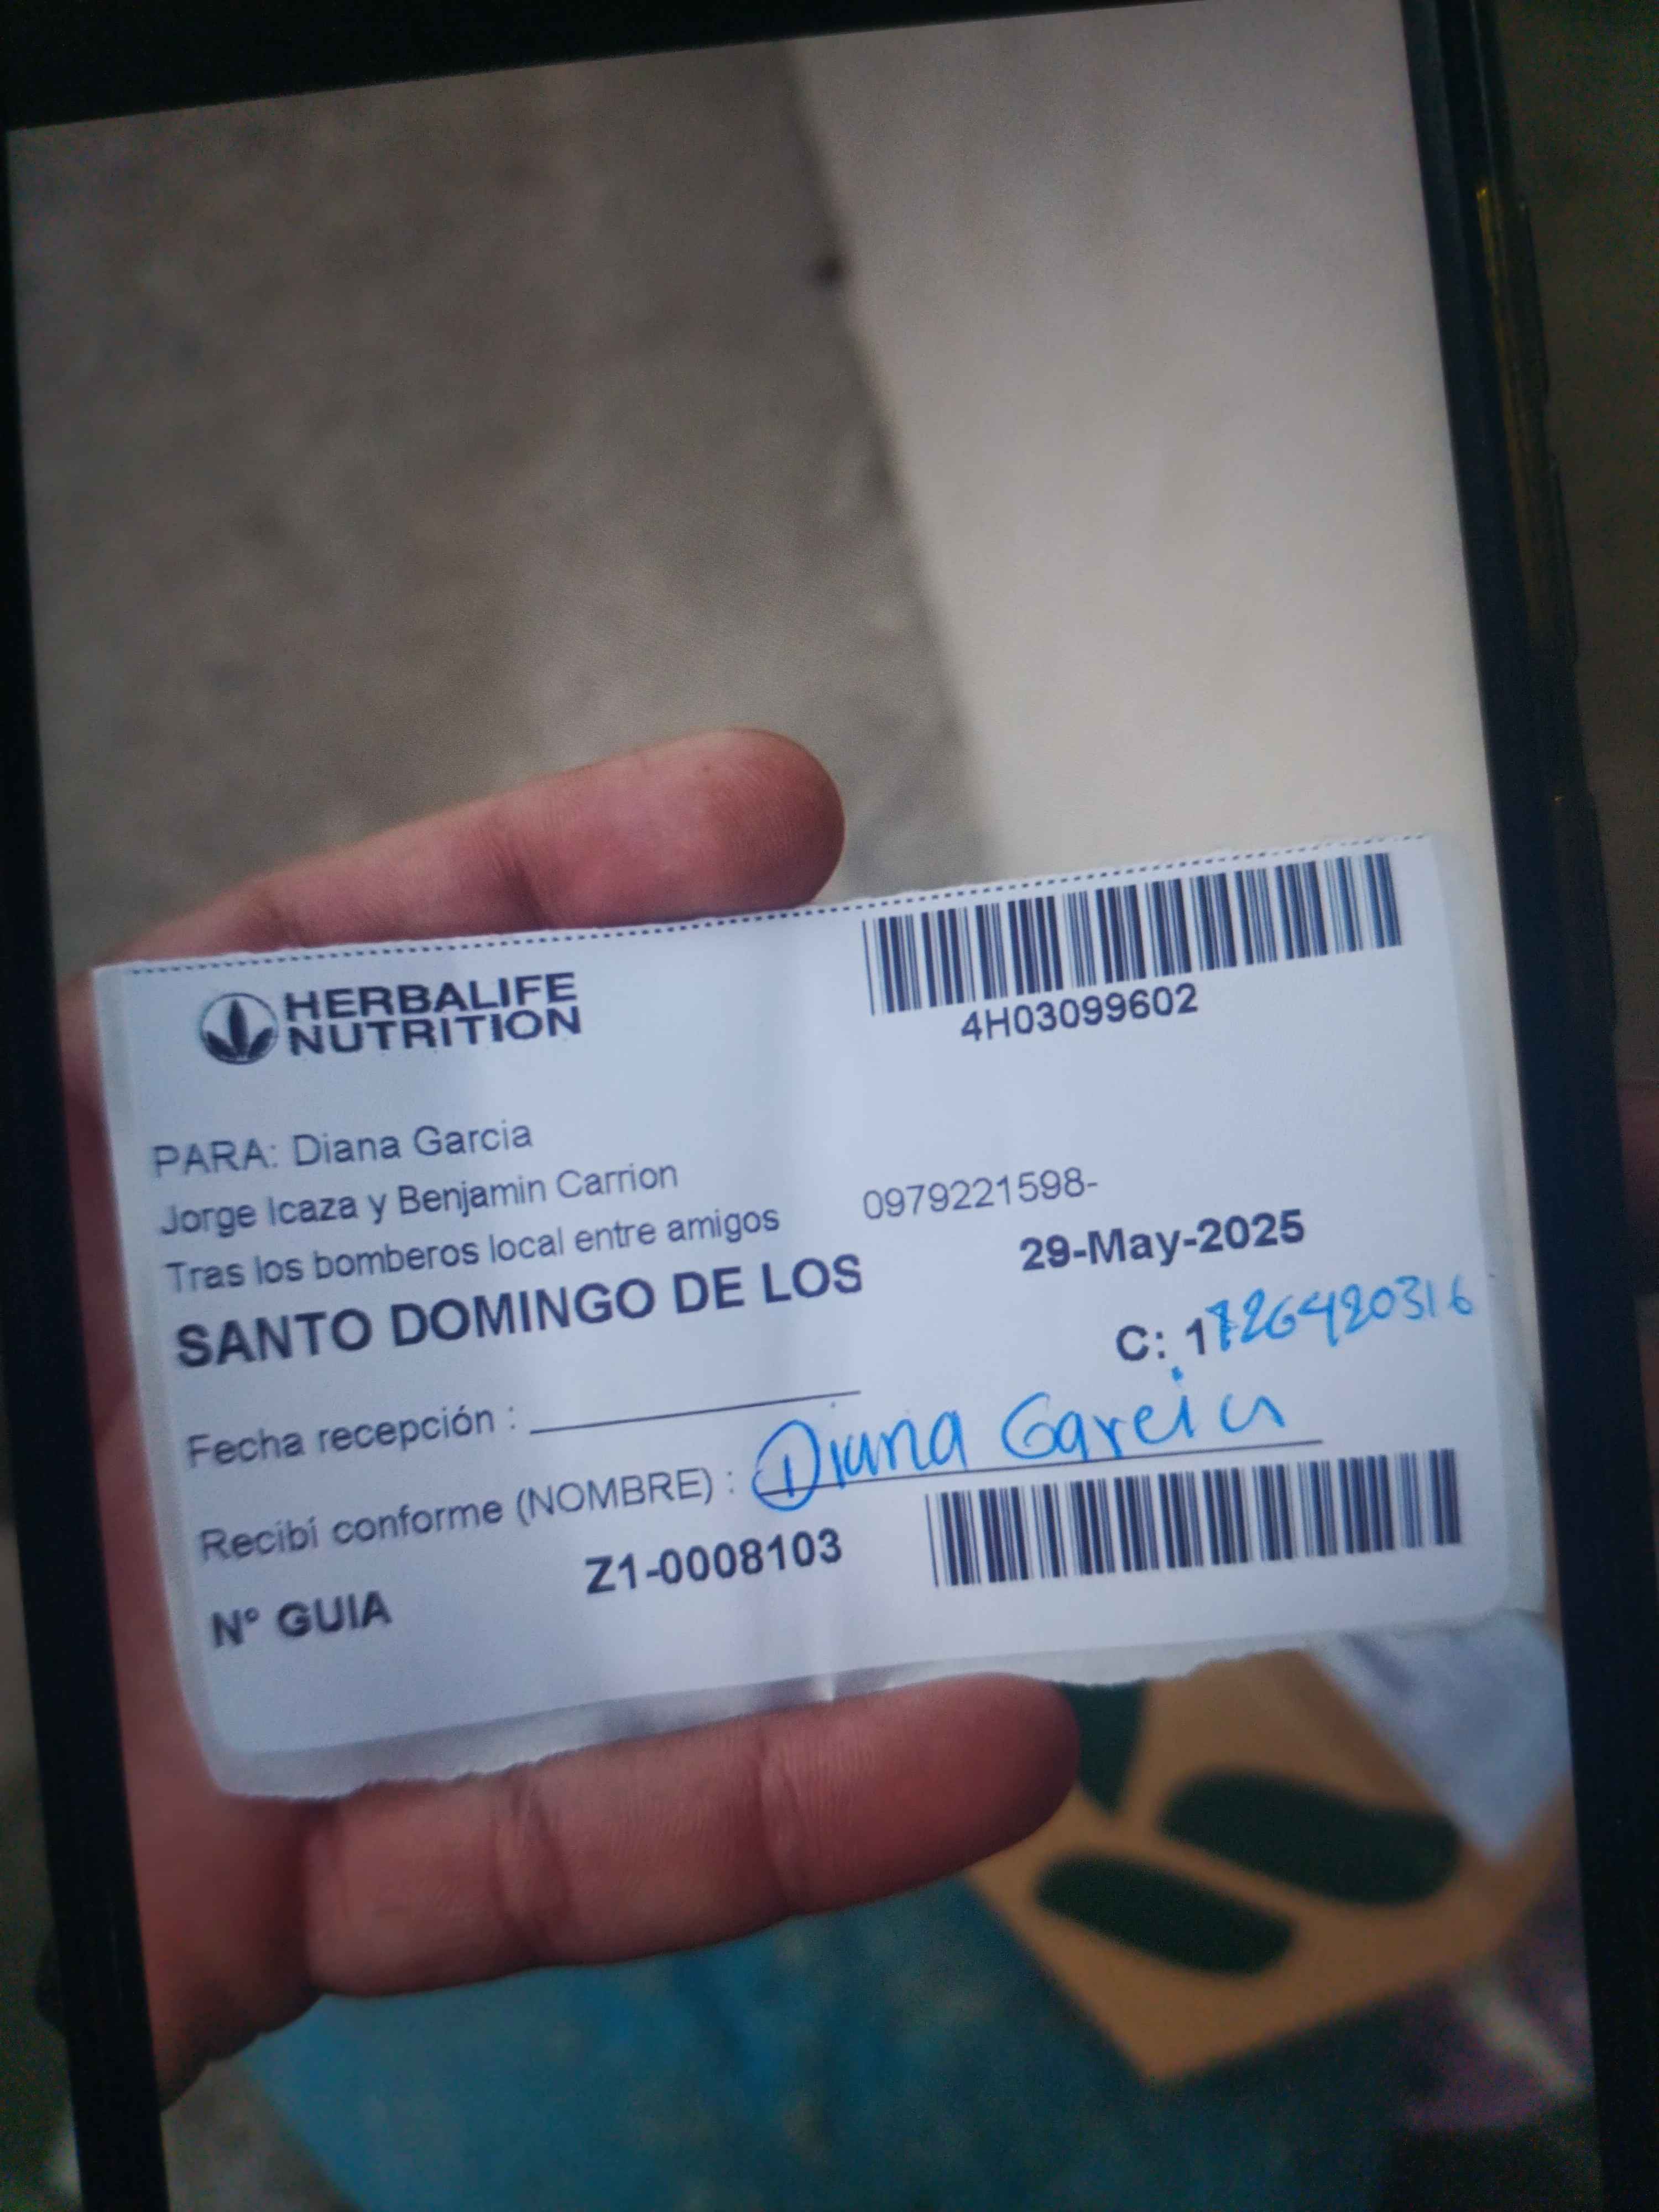 HERBALIFE
NUTRITION
4H03099602
PARA: Diana Garcia
Jorge Icaza y Benjamin Carrion
Tras los bomberos local entre amigos
0979221598-
SANTO DOMINGO DE LOS
29-May-2025
C: 1726420316
Fecha recepción :
Recibí conforme (NOMBRE) : Diana Garcia
Nº GUIA Z1-0008103